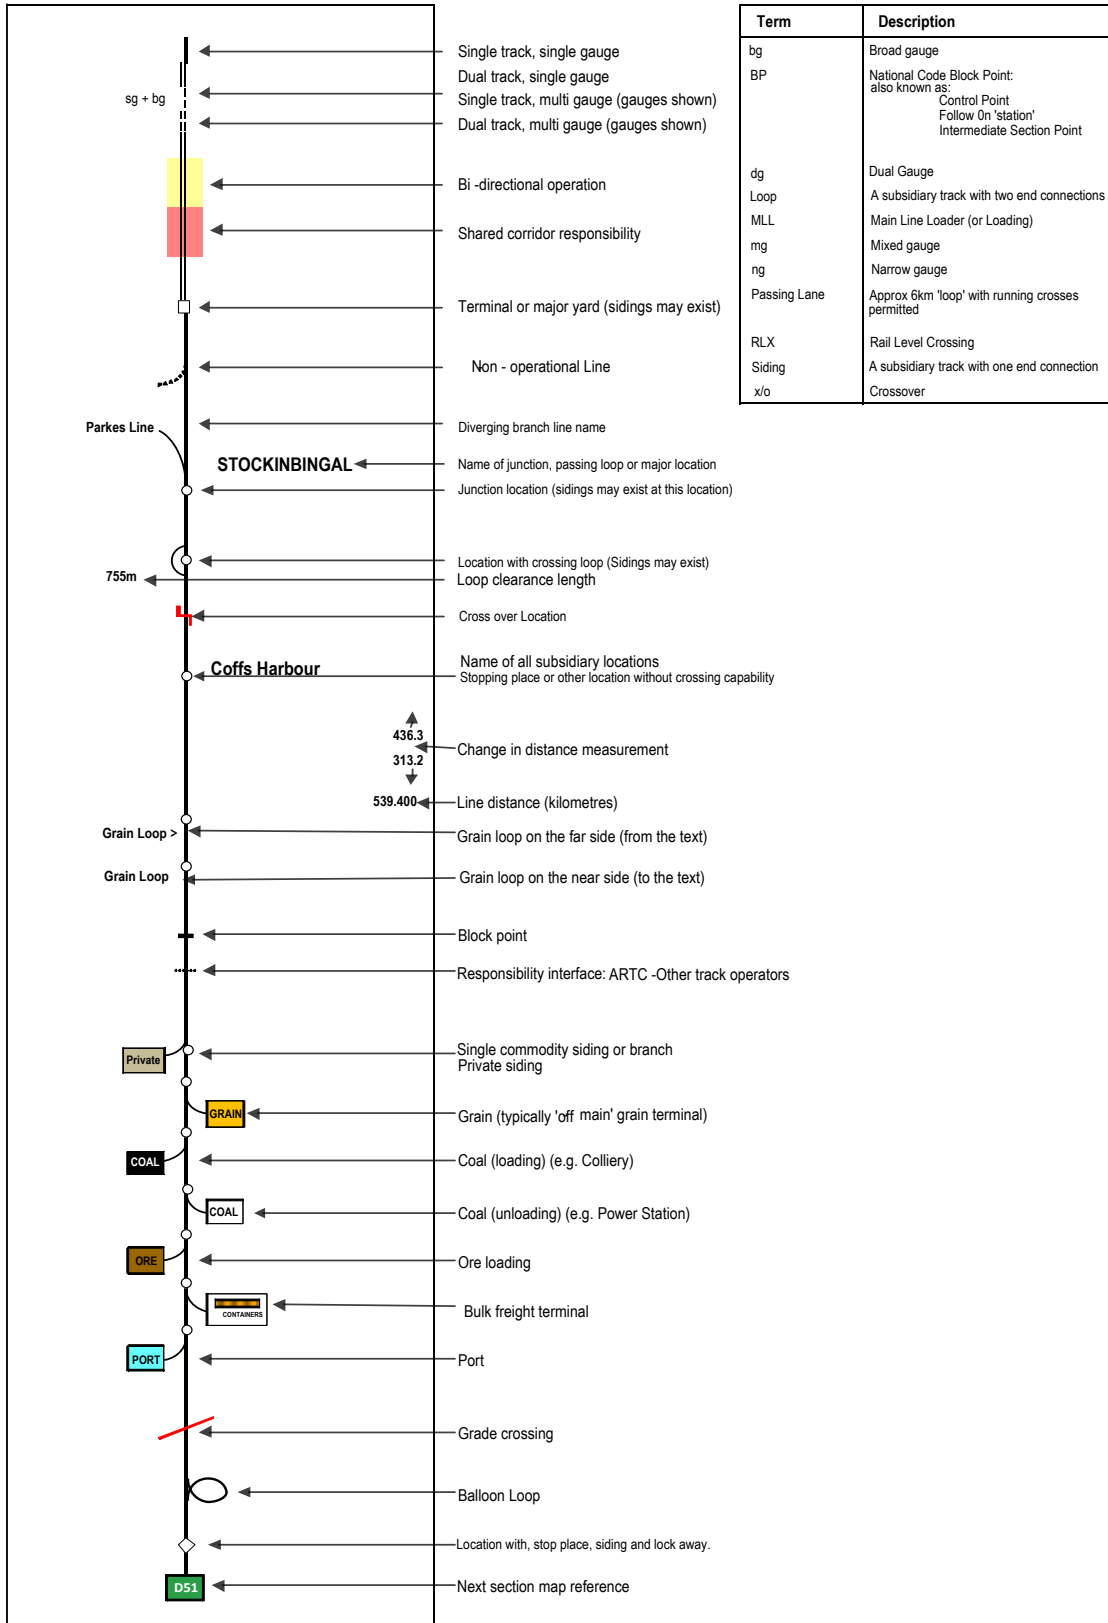 Single track, single gauge
Dual track, single gauge
sg + bg
Single track, multi gauge (gauges shown)
Dual track, multi gauge (gauges shown)
Bi -directional operation
Shared corridor responsibility
Terminal or major yard (sidings may exist)
Non - operational Line
Parkes Line
Diverging branch line name
STOCKINBINGAL
Name of junction, passing loop or major location
Junction location (sidings may exist at this location)
Location with crossing loop (Sidings may exist)
755m
Loop clearance length
Cross over Location
Coffs Harbour
Name of all subsidiary locations
Stopping place or other location without crossing capability
436.3
313.2
Change in distance measurement
539.400
Line distance (kilometres)
Grain Loop >
Grain loop on the far side (from the text)
Grain Loop
Grain loop on the near side (to the text)
Block point
Responsibility interface: ARTC -Other track operators
Private
Single commodity siding or branch
Private siding
GRAIN
Grain (typically 'off main' grain terminal)
COAL
Coal (loading) (e.g. Colliery)
COAL
Coal (unloading) (e.g. Power Station)
ORE
Ore loading
CONTAINERS
Bulk freight terminal
PORT
Port
Grade crossing
Balloon Loop
Location with, stop place, siding and lock away.
D51
Next section map reference
Term Description
bg Broad gauge
BP National Code Block Point:
also known as:
Control Point
Follow 0n 'station'
Intermediate Section Point
dg Dual Gauge
Loop A subsidiary track with two end connections
MLL Main Line Loader (or Loading)
mg Mixed gauge
ng Narrow gauge
Passing Lane Approx 6km 'loop' with running crosses
permitted
RLX Rail Level Crossing
Siding A subsidiary track with one end connection
x/o Crossover